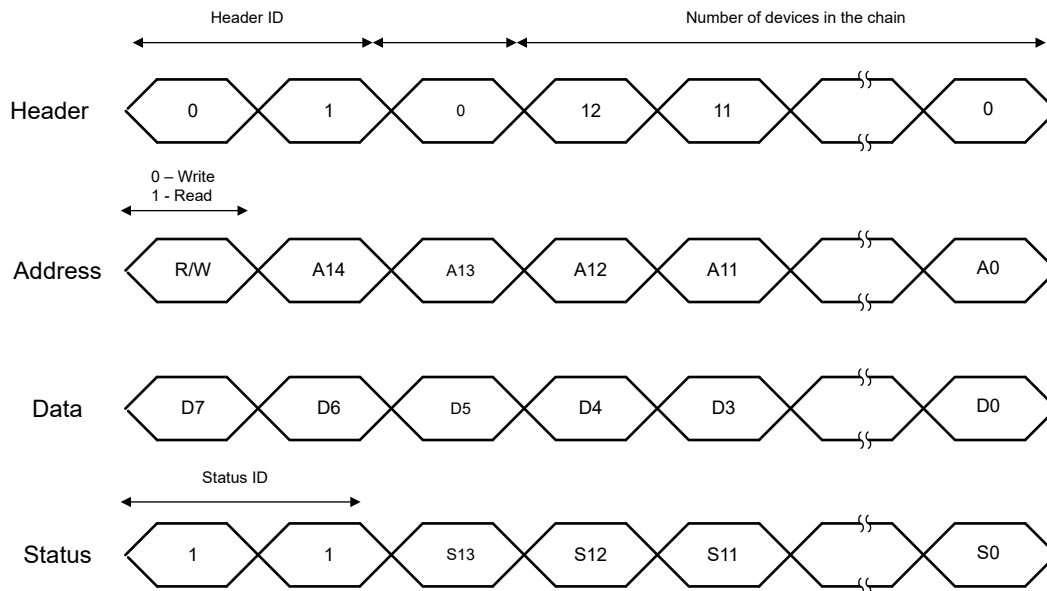 Header ID
Number of devices in the chain
Header
0
1
0
12
11
0
0 – Write
1 - Read
Address
R/W
A14
A13
A12
A11
A0
Data
D7
D6
D5
D4
D3
D0
Status ID
Status
1
1
S13
S12
S11
S0